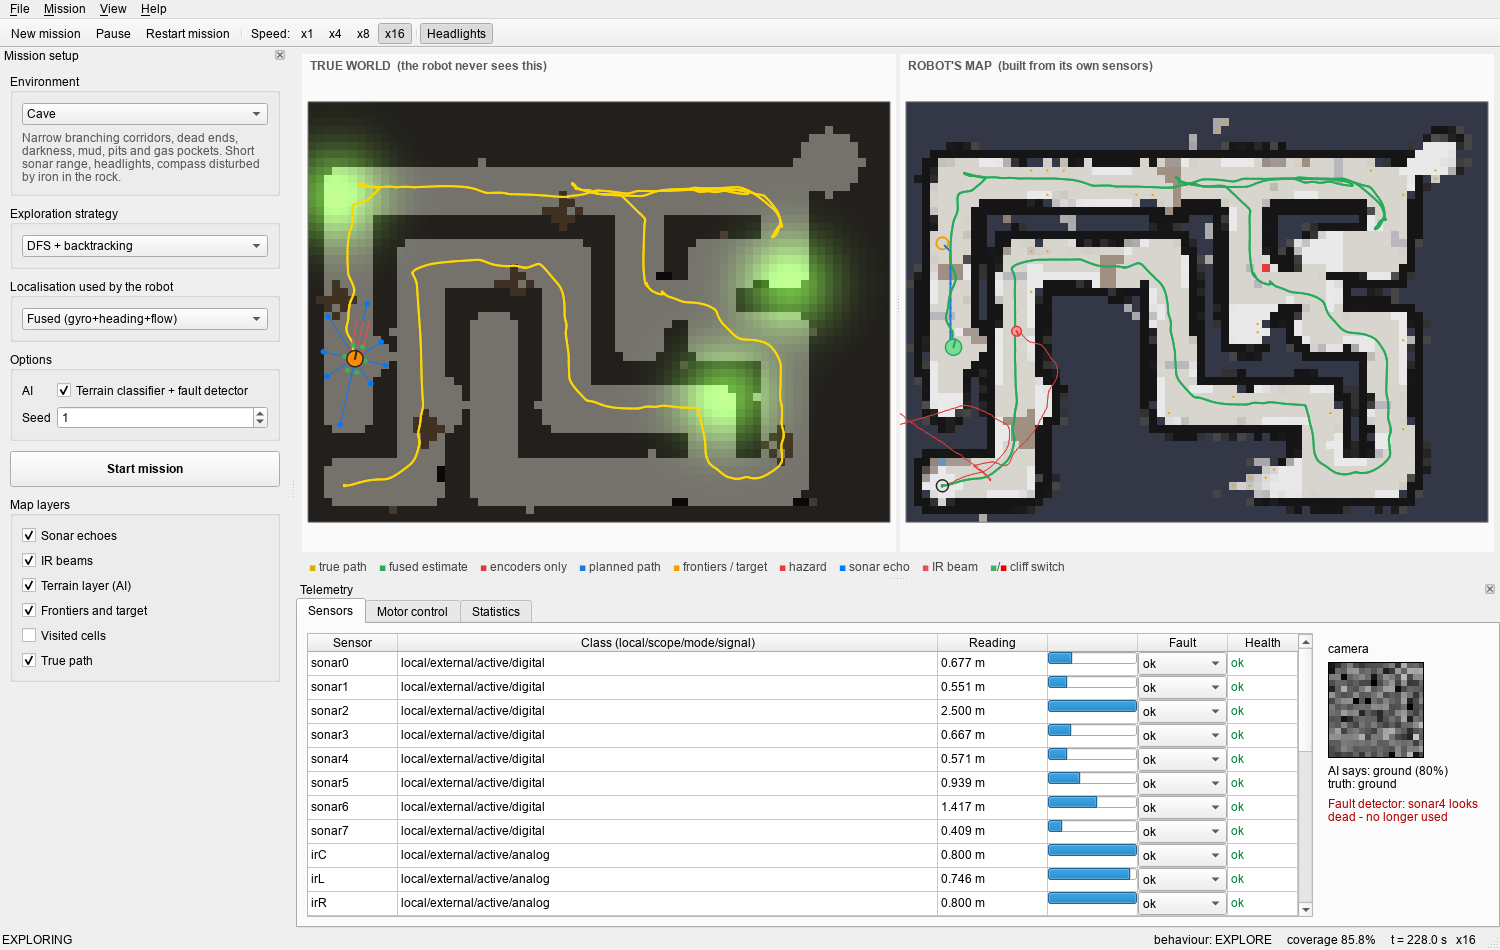 File Mission View Help
New mission Pause Restart mission Speed: x1 x4 x8 x16 Headlights
Mission setup
Environment
Cave
Narrow branching corridors, dead ends,
darkness, mud, pits and gas pockets. Short
sonar range, headlights, compass disturbed
by iron in the rock.
Exploration strategy
DFS + backtracking
Localisation used by the robot
Fused (gyro+heading+flow)
Options
AI Terrain classifier + fault detector
Seed 1
Start mission
Map layers
Sonar echoes
IR beams
Terrain layer (AI)
Frontiers and target
Visited cells
True path
TRUE WORLD (the robot never sees this)
ROBOT'S MAP (built from its own sensors)
true path fused estimate encoders only planned path frontiers / target hazard sonar echo IR beam / cliff switch
Telemetry
Sensors Motor control Statistics
Sensor Class (local/scope/mode/signal) Reading Fault Health
sonar0 local/external/active/digital 0.677 m ok ok
sonar1 local/external/active/digital 0.551 m ok ok
sonar2 local/external/active/digital 2.500 m ok ok
sonar3 local/external/active/digital 0.667 m ok ok
sonar4 local/external/active/digital 0.571 m ok ok
sonar5 local/external/active/digital 0.939 m ok ok
sonar6 local/external/active/digital 1.417 m ok ok
sonar7 local/external/active/digital 0.409 m ok ok
irC local/external/active/analog 0.800 m ok ok
irL local/external/active/analog 0.746 m ok ok
irR local/external/active/analog 0.800 m ok ok
camera
AI says: ground (80%)
truth: ground
Fault detector: sonar4 looks
dead - no longer used
EXPLORING
behaviour: EXPLORE coverage 85.8% t = 228.0 s x16